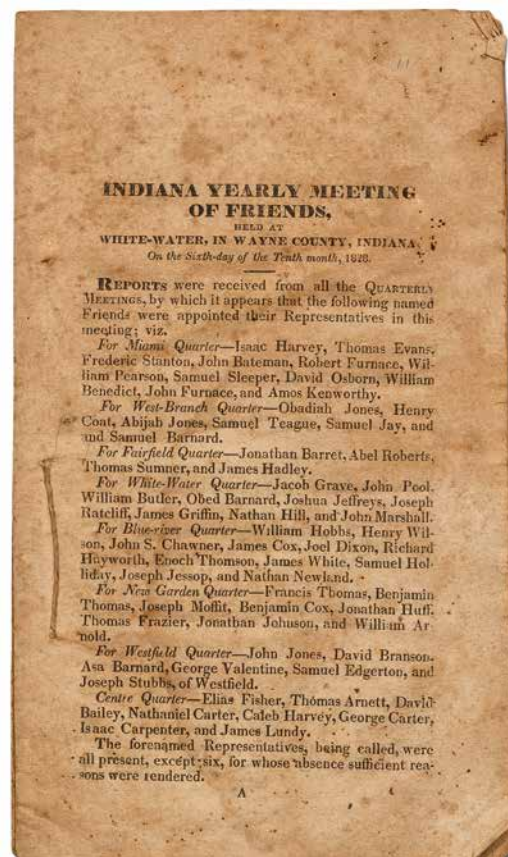 INDIANA YEARLY MEETING
OF FRIENDS,
HELD AT
WHITE-WATER, IN WAYNE COUNTY, INDIANA,
On the Sixth-day of the Tenth month, 1828.
REPORTS were received from all the QUARTERLY
MEETINGS, by which it appears that the following named
Friends were appointed their Representatives in this
meeting; viz.
For Miami Quarter—Isaac Harvey, Thomas Evans,
Frederic Stanton, John Bateman, Robert Furnace, Wil-
liam Pearson, Samuel Sleeper, David Osborn, William
Benedict, John Furnace, and Amos Kenworthy.
For West-Branch Quarter—Obadiah Jones, Henry
Coat, Abijah Jones, Samuel Teague, Samuel Jay, and
and Samuel Barnard.
For Fairfield Quarter—Jonathan Barret, Abel Roberts,
Thomas Sumner, and James Hadley.
For White-Water Quarter—Jacob Grave, John Pool,
William Butler, Obed Barnard, Joshua Jeffreys, Joseph
Ratcliff, James Griffin, Nathan Hill, and John Marshall.
For Blue-river Quarter—William Hobbs, Henry Wil-
son, John S. Chawner, James Cox, Joel Dixon, Richard
Hayworth, Enoch Thomson, James White, Samuel Hol-
liday, Joseph Jessop, and Nathan Newland.
For New Garden Quarter—Francis Thomas, Benjamin
Thomas, Joseph Moffit, Benjamin Cox, Jonathan Huff,
Thomas Frazier, Jonathan Johnson, and William Ar
nold.
For Westfield Quarter—John Jones, David Branson,
Asa Barnard, George Valentine, Samuel Edgerton, and
Joseph Stubbs, of Westfield.
Centre Quarter—Elias Fisher, Thomas Arnett, David
Bailey, Nathaniel Carter, Caleb Harvey, George Carter,
Isaac Carpenter, and James Lundy.
The forenamed Representatives, being called, were
all present, except six, for whose absence sufficient rea-
sons were rendered.
A